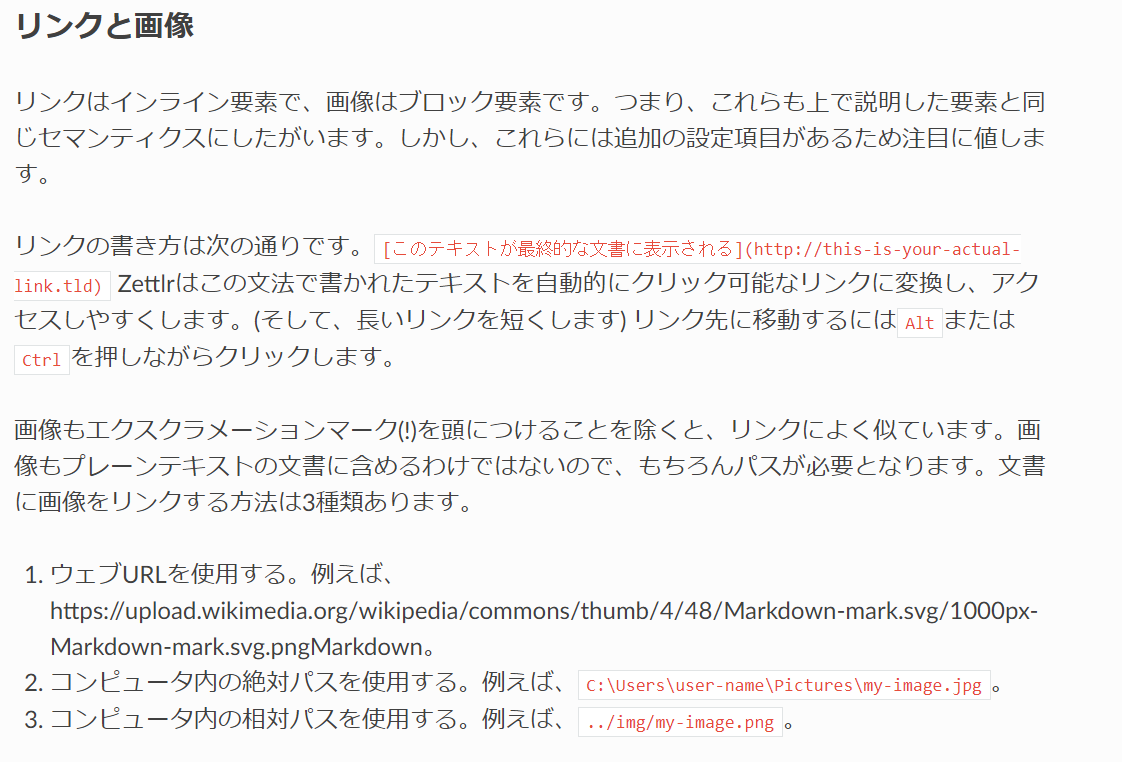 リンクと画像
リンクはインライン要素で、画像はブロック要素です。つまり、これらも上で説明した要素と同
じセマンティクスにしたがいます。しかし、これらには追加の設定項目があるため注目に値しま
す。
リンクの書き方は次の通りです。 [このテキストが最終的な文書に表示される](http://this-is-your-actual-
link.tld) Zettlrはこの文法で書かれたテキストを自動的にクリック可能なリンクに変換し、アク
セスしやすくします。(そして、長いリンクを短くします) リンク先に移動するには Alt または
Ctrl を押しながらクリックします。
画像もエクスクラメーションマーク(!)を頭につけることを除くと、リンクによく似ています。画
像もプレーンテキストの文書に含めるわけではないので、もちろんパスが必要となります。文書
に画像をリンクする方法は3種類あります。
1. ウェブURLを使用する。例えば、
https://upload.wikimedia.org/wikipedia/commons/thumb/4/48/Markdown-mark.svg/1000px-
Markdown-mark.svg.pngMarkdown。
2. コンピュータ内の絶対パスを使用する。例えば、 C:\Users\user-name\Pictures\my-image.jpg 。
3. コンピュータ内の相対パスを使用する。例えば、 ../img/my-image.png 。